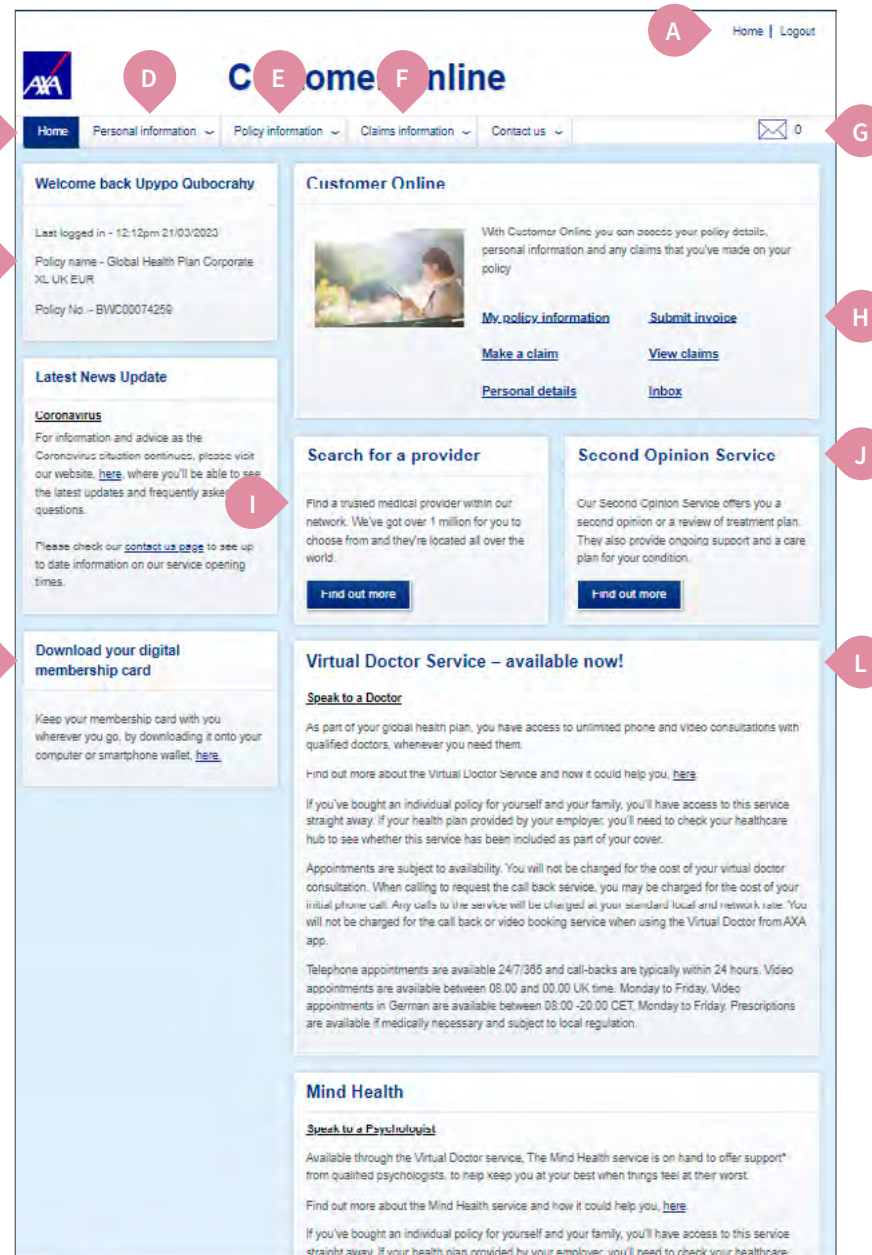 A
Home | Logout
AXA
D
E
F
Customer Online
Home
Personal information
Policy information
Claims information
Contact us
0
G
Welcome back Upypo Qubocrahy
Last logged in - 12:12pm 21/03/2023
Policy name - Global Health Plan Corporate
XL UK EUR
Policy No. - BWC00074259
Customer Online
With Customer Online you can access your policy details,
personal information and any claims that you've made on your
policy
My policy information
Submit invoice
H
Make a claim
View claims
Personal details
Inbox
Latest News Update
Coronavirus
For information and advice as the
Coronavirus situation continues, please visit
our website, here, where you'll be able to see
the latest updates and frequently asked
questions.
Please check our contact us page to see up
to date information on our service opening
times.
I
Search for a provider
Find a trusted medical provider within our
network. We've got over 1 million for you to
choose from and they're located all over the
world.
Find out more
Second Opinion Service
J
Our Second Opinion Service offers you a
second opinion or a review of treatment plan.
They also provide ongoing support and a care
plan for your condition.
Find out more
Download your digital
membership card
Keep your membership card with you
wherever you go, by downloading it onto your
computer or smartphone wallet, here.
Virtual Doctor Service – available now!
L
Speak to a Doctor
As part of your global health plan, you have access to unlimited phone and video consultations with
qualified doctors, whenever you need them.
Find out more about the Virtual Doctor Service and how it could help you, here.
If you've bought an individual policy for yourself and your family, you'll have access to this service
straight away. If your health plan provided by your employer, you'll need to check your healthcare
hub to see whether this service has been included as part of your cover.
Appointments are subject to availability. You will not be charged for the cost of your virtual doctor
consultation. When calling to request the call back service, you may be charged for the cost of your
initial phone call. Any calls to the service will be charged at your standard local and network rate. You
will not be charged for the call back or video booking service when using the Virtual Doctor from AXA
app.
Telephone appointments are available 24/7/365 and call-backs are typically within 24 hours. Video
appointments are available between 08.00 and 00.00 UK time. Monday to Friday. Video
appointments in German are available between 08:00 -20:00 CET, Monday to Friday. Prescriptions
are available if medically necessary and subject to local regulation.
Mind Health
Speak to a Psychologist
Available through the Virtual Doctor service, The Mind Health service is on hand to offer support*
from qualified psychologists, to help keep you at your best when things feel at their worst.
Find out more about the Mind Health service and how it could help you, here.
If you've bought an individual policy for yourself and your family, you'll have access to this service
straight away. If your health plan provided by your employer, you'll need to check your healthcare